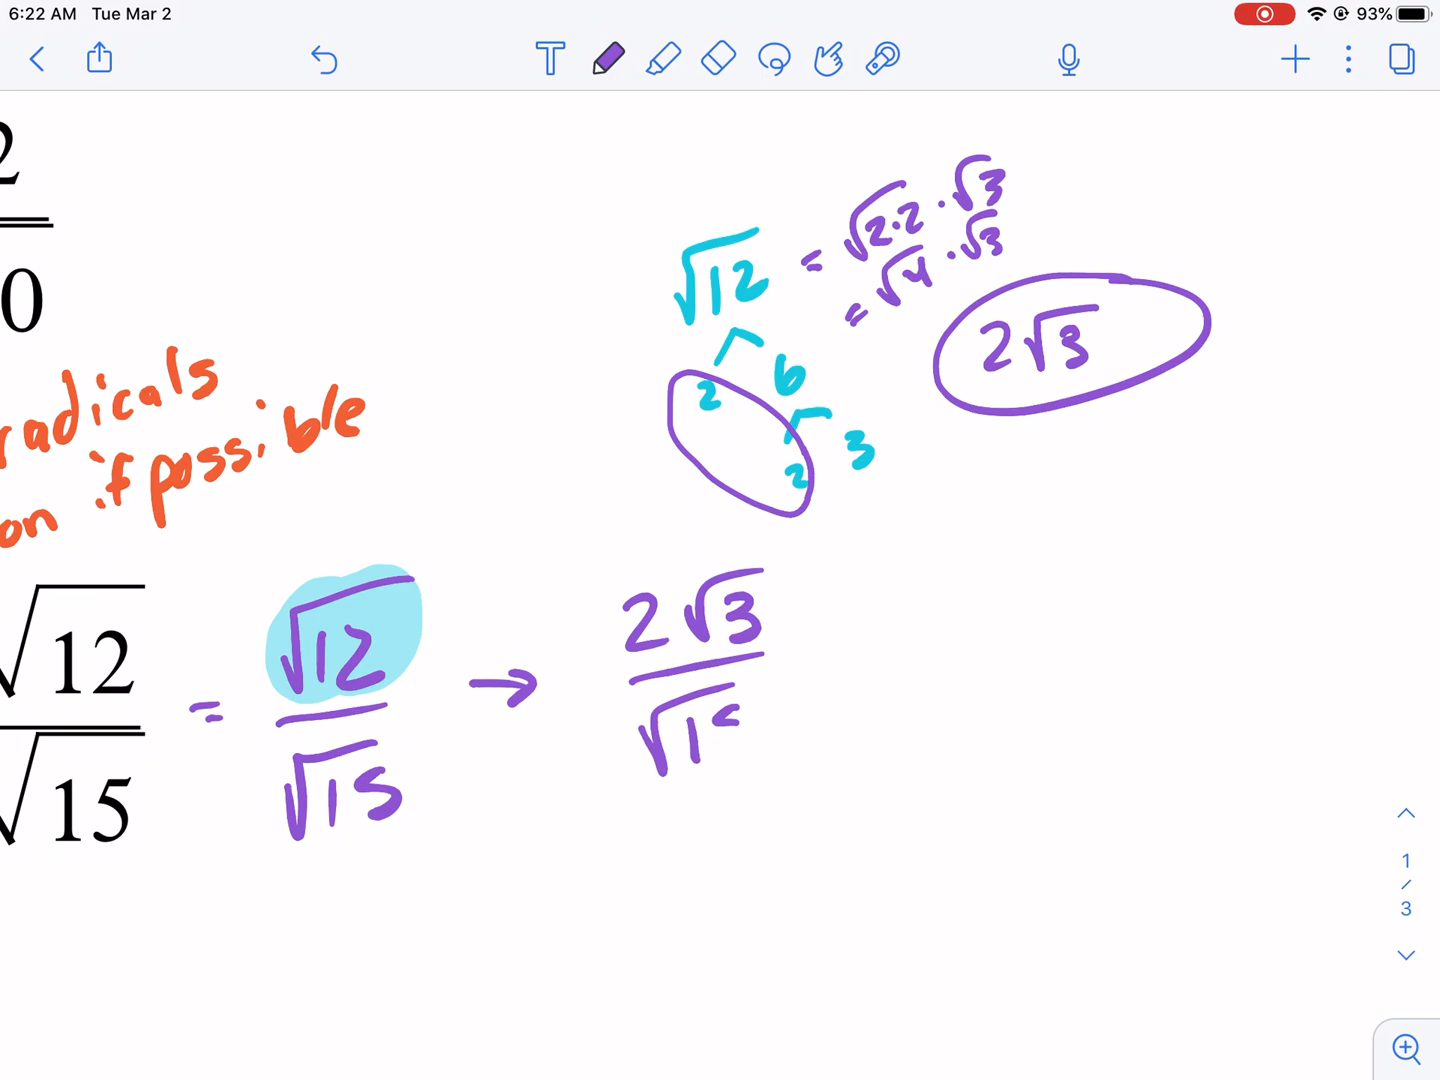 6:22 AM Tue Mar 2
93%
2
0
√12 = √2·2 · √3
= √4 · √3
2√3
2 6
2 3
radicals
on if possible
√12 = √12 → 2√3
√15 √15 √1
1
/
3